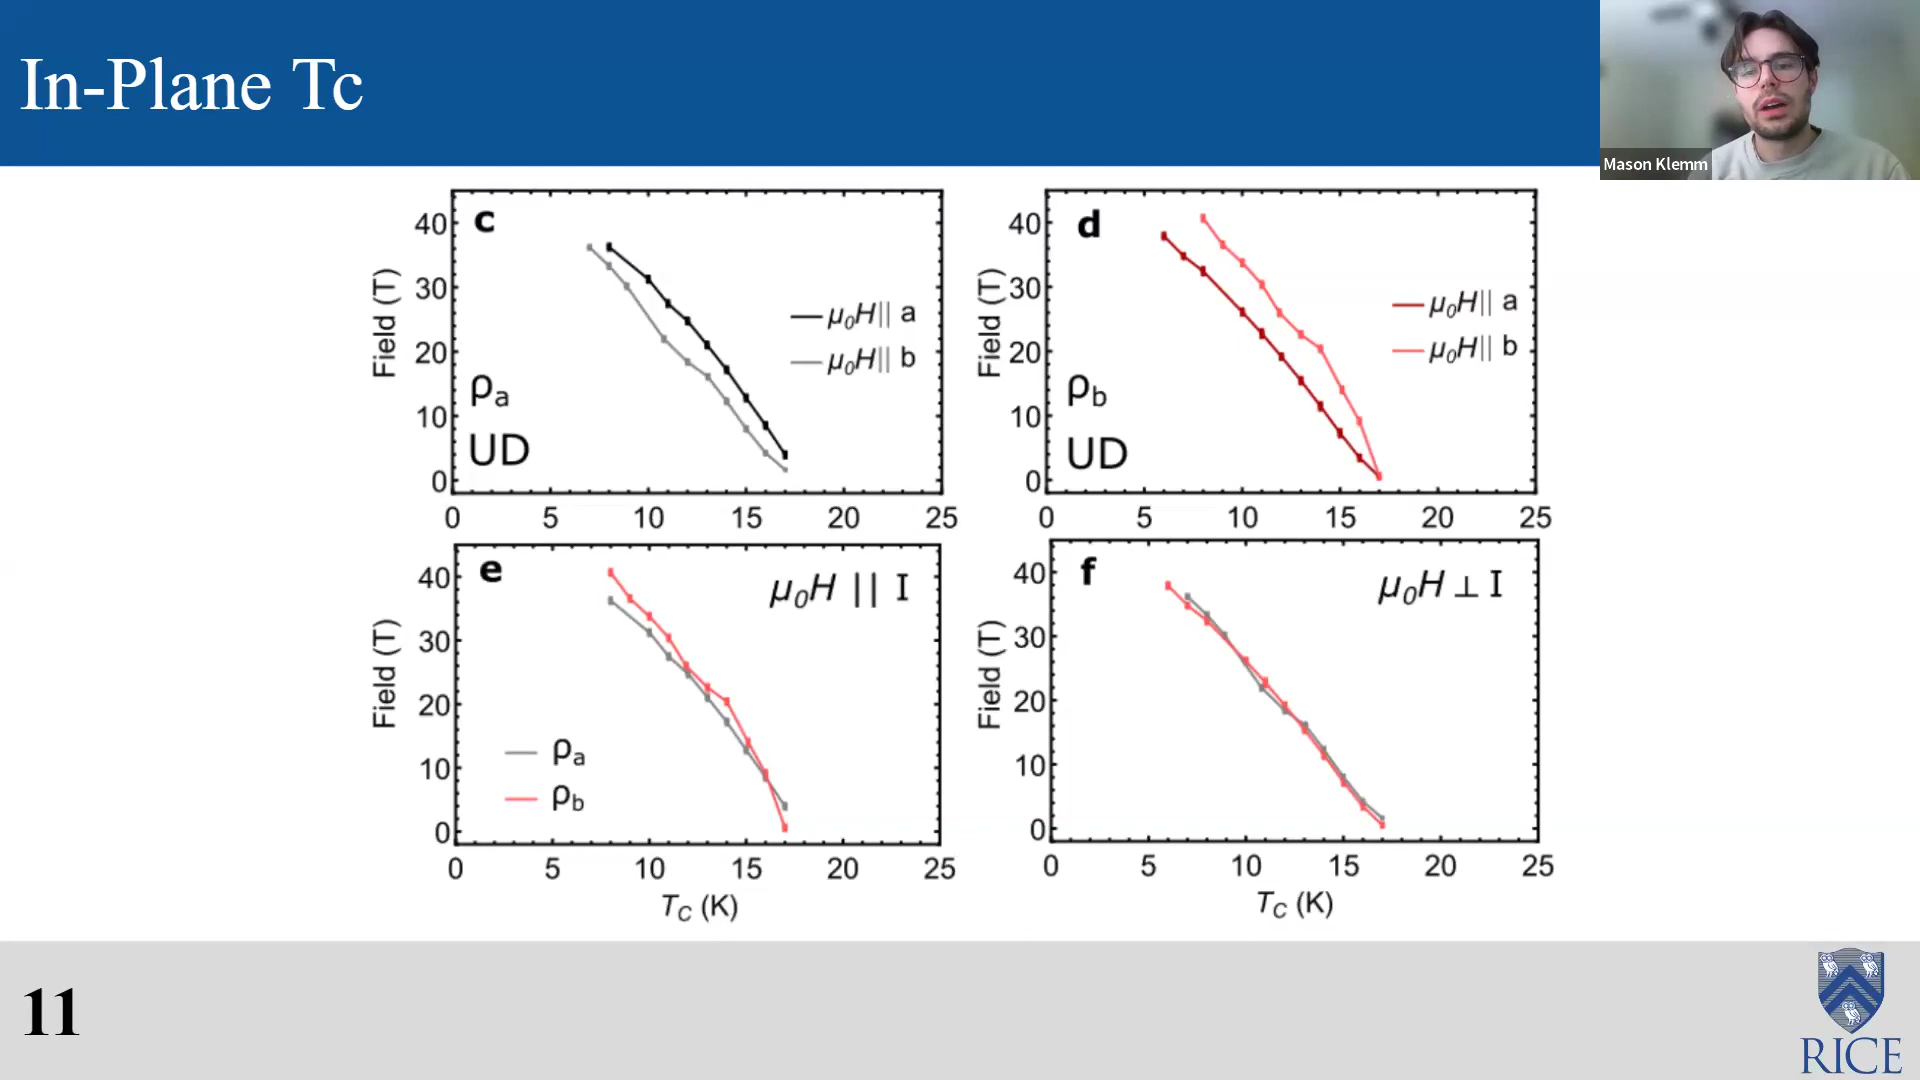 In-Plane Tc
Mason Klemm
c
40
30
20
10
0
Field (T)
μ₀H|| a
μ₀H|| b
ρa
UD
0 5 10 15 20 25
d
40
30
20
10
0
Field (T)
μ₀H|| a
μ₀H|| b
ρb
UD
0 5 10 15 20 25
e
μ₀H || I
40
30
20
10
0
Field (T)
ρa
ρb
0 5 10 15 20 25
TC (K)
f
μ₀H ⊥ I
40
30
20
10
0
Field (T)
0 5 10 15 20 25
TC (K)
11
RICE